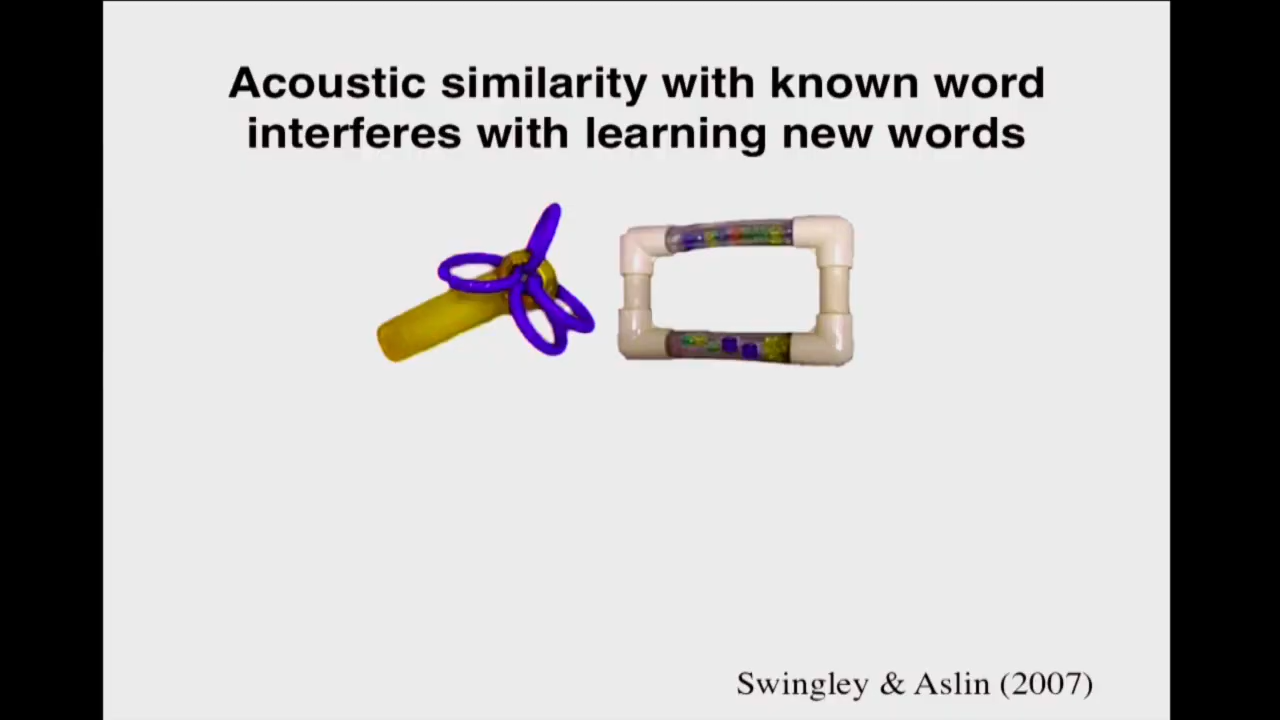 Acoustic similarity with known word
interferes with learning new words
Swingley & Aslin (2007)